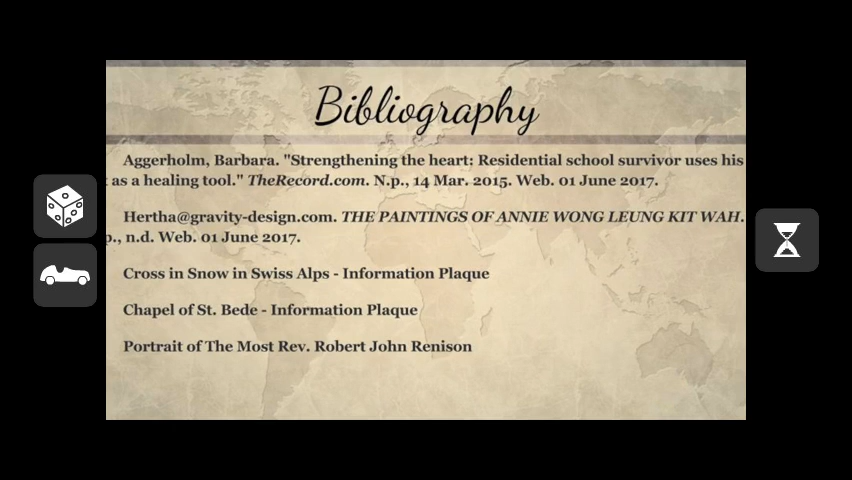 Bibliography
Aggerholm, Barbara. "Strengthening the heart: Residential school survivor uses his
as a healing tool." TheRecord.com. N.p., 14 Mar. 2015. Web. 01 June 2017.
Hertha@gravity-design.com. THE PAINTINGS OF ANNIE WONG LEUNG KIT WAH.
p., n.d. Web. 01 June 2017.
Cross in Snow in Swiss Alps - Information Plaque
Chapel of St. Bede - Information Plaque
Portrait of The Most Rev. Robert John Renison